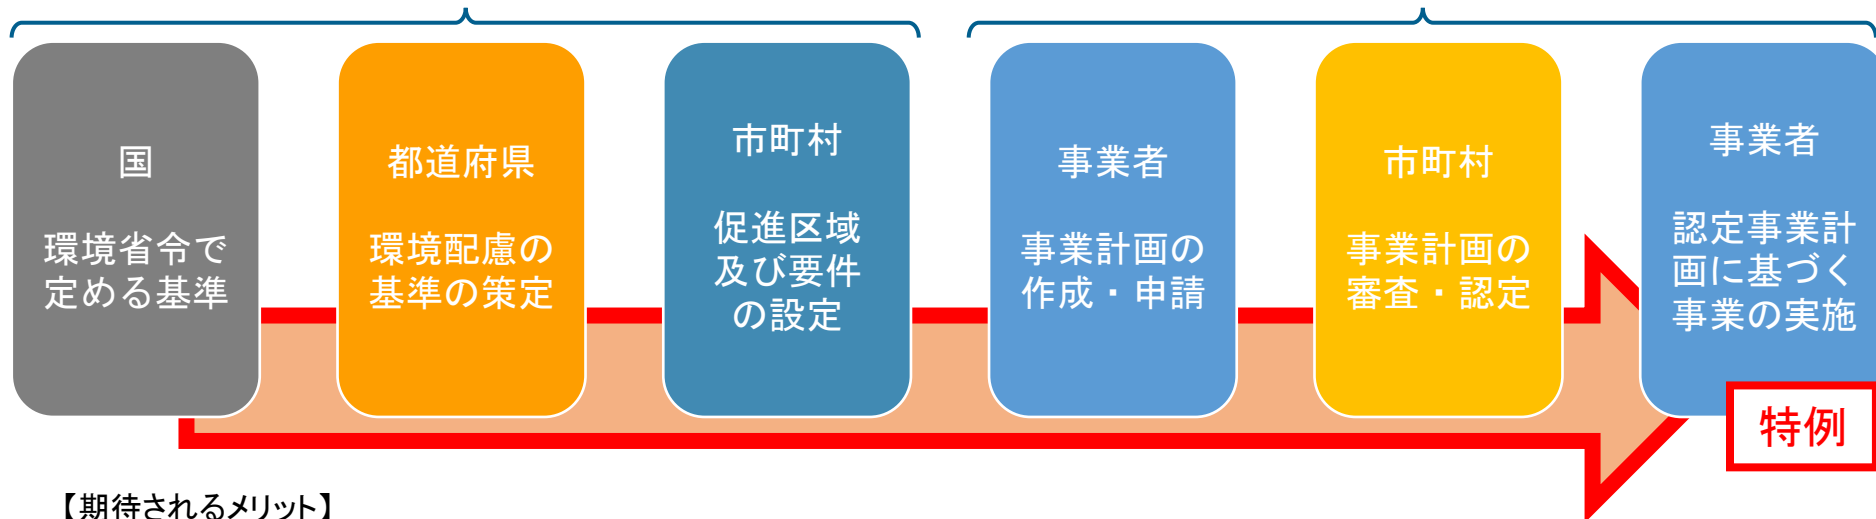 国
環境省令で
定める基準
都道府県
環境配慮の
基準の策定
市町村
促進区域
及び要件
の設定
事業者
事業計画の
作成・申請
市町村
事業計画の
審査・認定
事業者
認定事業計
画に基づく
事業の実施
特例
【期待されるメリット】